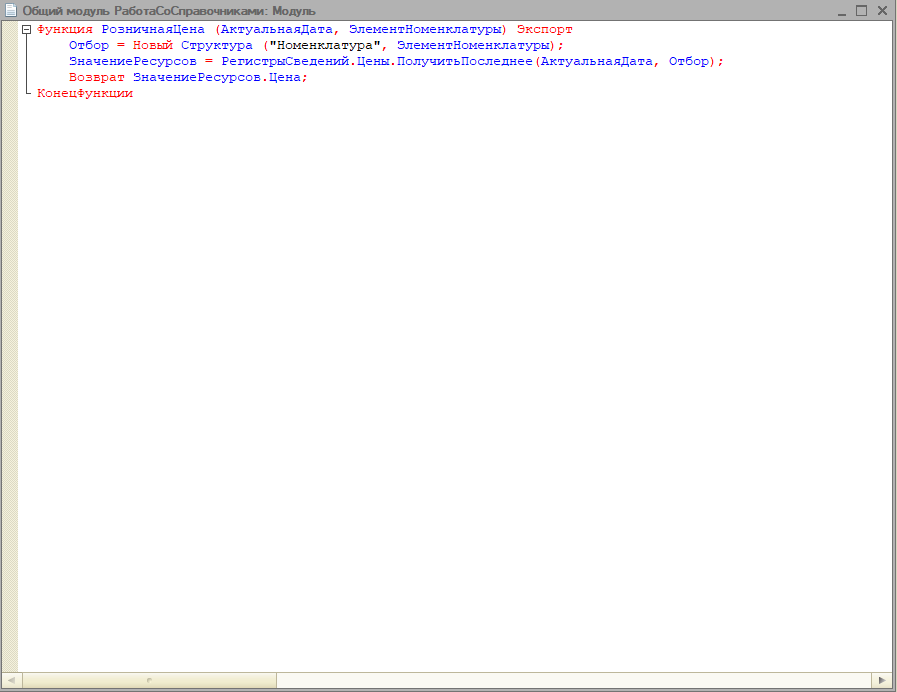 Общий модуль РаботаСоСправочниками: Модуль
Функция РозничнаяЦена (АктуальнаяДата, ЭлементНоменклатуры) Экспорт
    Отбор = Новый Структура ("Номенклатура", ЭлементНоменклатуры);
    ЗначениеРесурсов = РегистрыСведений.Цены.ПолучитьПоследнее(АктуальнаяДата, Отбор);
    Возврат ЗначениеРесурсов.Цена;
КонецФункции